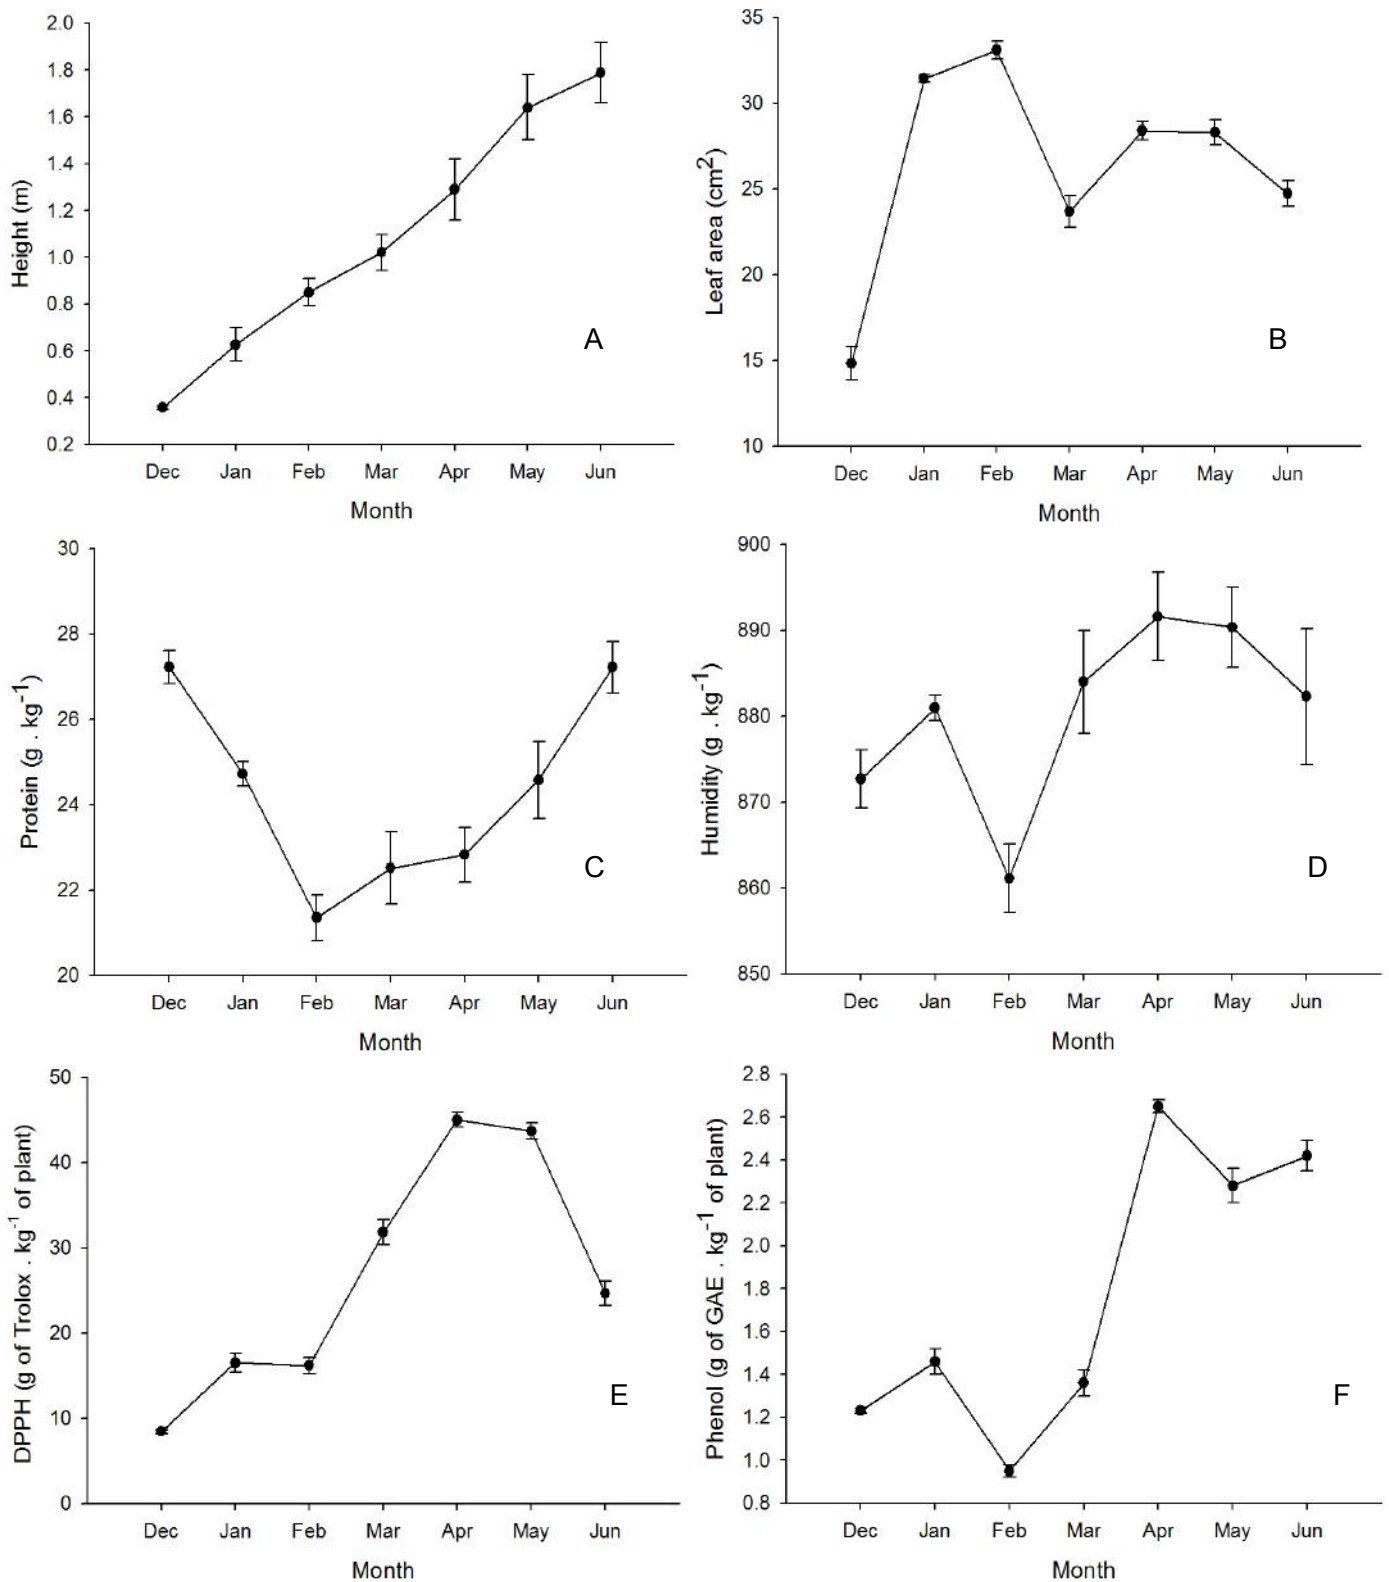 2.0
1.8
1.6
1.4
1.2
1.0
0.8
0.6
0.4
0.2
Height (m)
A
Dec Jan Feb Mar Apr May Jun
Month
35
30
25
20
15
10
Leaf area (cm2)
B
Dec Jan Feb Mar Apr May Jun
Month
30
28
26
24
22
20
Protein (g . kg-1)
C
Dec Jan Feb Mar Apr May Jun
Month
900
890
880
870
860
850
Humidity (g . kg-1)
D
Dec Jan Feb Mar Apr May Jun
Month
50
40
30
20
10
0
DPPH (g of Trolox . kg-1 of plant)
E
Dec Jan Feb Mar Apr May Jun
Month
2.8
2.6
2.4
2.2
2.0
1.8
1.6
1.4
1.2
1.0
0.8
Phenol (g of GAE . kg-1 of plant)
F
Dec Jan Feb Mar Apr May Jun
Month